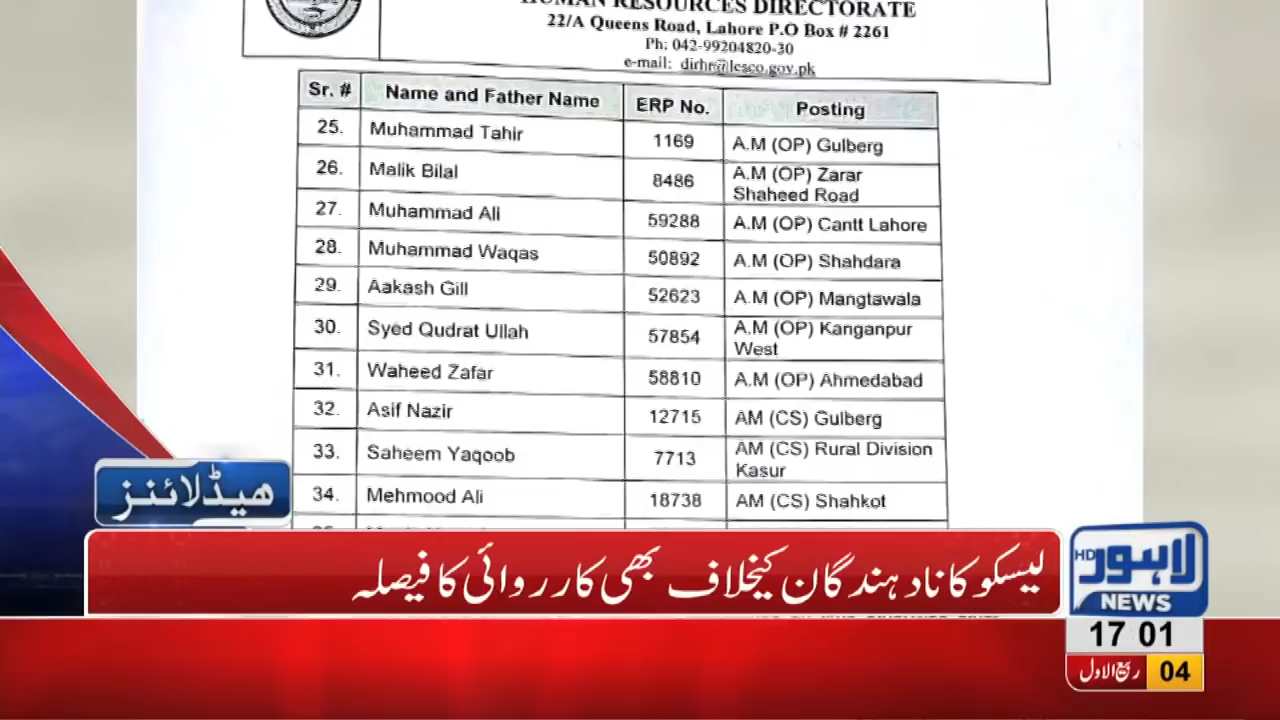 HUMAN RESOURCES DIRECTORATE
22/A Queens Road, Lahore P.O Box # 2261
Ph: 042-99204820-30
e-mail: dirhr@lesco.gov.pk
Sr. # Name and Father Name ERP No. Posting
25. Muhammad Tahir 1169 A.M (OP) Gulberg
26. Malik Bilal 8486 A.M (OP) Zarar
Shaheed Road
27. Muhammad Ali 59288 A.M (OP) Cantt Lahore
28. Muhammad Waqas 50892 A.M (OP) Shahdara
29. Aakash Gill 52623 A.M (OP) Mangtawala
30. Syed Qudrat Ullah 57854 A.M (OP) Kanganpur
West
31. Waheed Zafar 58810 A.M (OP) Ahmedabad
32. Asif Nazir 12715 AM (CS) Gulberg
33. Saheem Yaqoob 7713 AM (CS) Rural Division
Kasur
34. Mehmood Ali 18738 AM (CS) Shahkot
ھیڈلائنز
لیسکو کا نادہندگان کیخلاف بھی کارروائی کا فیصلہ
لاہور HD
NEWS
17 01
ربیع الاول 04